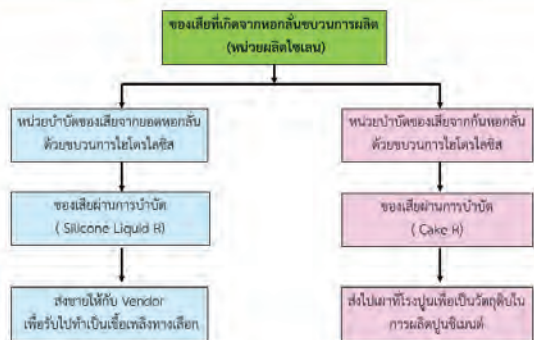 ของเสียที่เกิดจากหอกลั่นขบวนการผลิต
(หน่วยผลิตไซเลน)
หน่วยบำบัดของเสียจากยอดหอกลั่น
ด้วยขบวนการไฮโดรไลซิส
หน่วยบำบัดของเสียจากก้นหอกลั่น
ด้วยขบวนการไฮโดรไลซิส
ของเสียผ่านการบำบัด
( Silicone Liquid H)
ของเสียผ่านการบำบัด
( Cake H)
ส่งขายให้กับ Vendor
เพื่อรับไปทำเป็นเชื้อเพลิงทางเลือก
ส่งไปเผาที่โรงปูนเพื่อเป็นวัตถุดิบใน
การผลิตปูนซิเมนต์